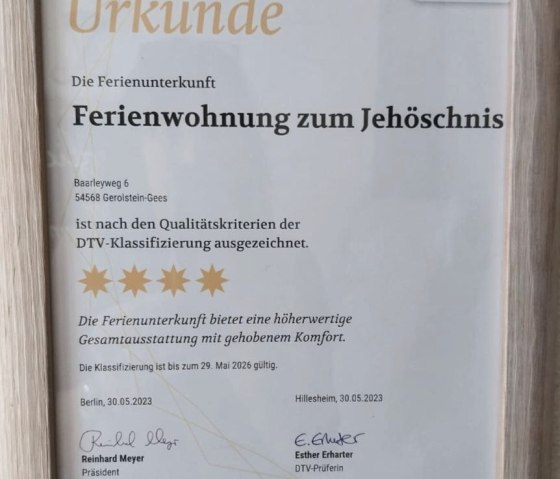 Urkunde
Die Ferienunterkunft
Ferienwohnung zum Jehöschnis
Baarleyweg 6
54568 Gerolstein-Gees
ist nach den Qualitätskriterien der
DTV-Klassifizierung ausgezeichnet.
Die Ferienunterkunft bietet eine höherwertige
Gesamtausstattung mit gehobenem Komfort.
Die Klassifizierung ist bis zum 29. Mai 2026 gültig.
Berlin, 30.05.2023
Hillesheim, 30.05.2023
Reinhard Meyer
Präsident
E. Erharter
Esther Erharter
DTV-Prüferin